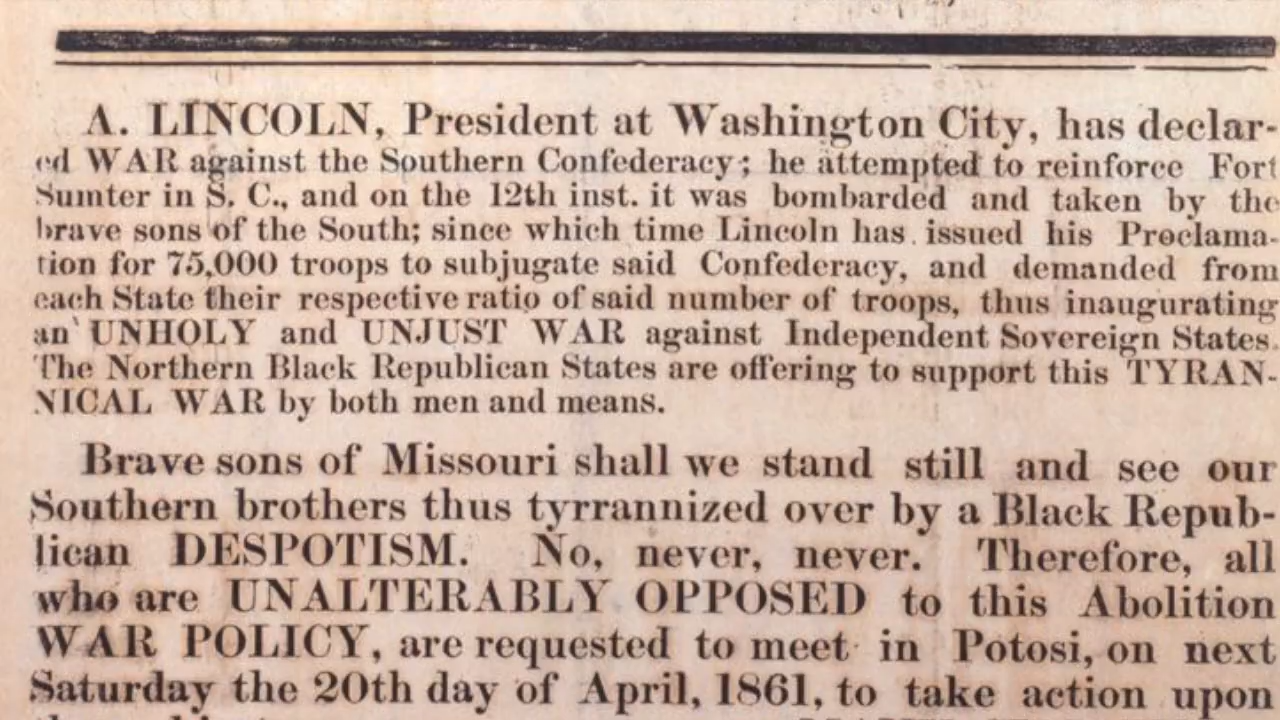 A. LINCOLN, President at Washington City, has declar-
ed WAR against the Southern Confederacy; he attempted to reinforce Fort
Sumter in S. C., and on the 12th inst. it was bombarded and taken by the
brave sons of the South; since which time Lincoln has issued his Proclama-
tion for 75,000 troops to subjugate said Confederacy, and demanded from
each State their respective ratio of said number of troops, thus inaugurating
an UNHOLY and UNJUST WAR against Independent Sovereign States.
The Northern Black Republican States are offering to support this TYRAN-
NICAL WAR by both men and means.
Brave sons of Missouri shall we stand still and see our
Southern brothers thus tyrrannized over by a Black Repub-
lican DESPOTISM. No, never, never. Therefore, all
who are UNALTERABLY OPPOSED to this Abolition
WAR POLICY, are requested to meet in Potosi, on next
Saturday the 20th day of April, 1861, to take action upon